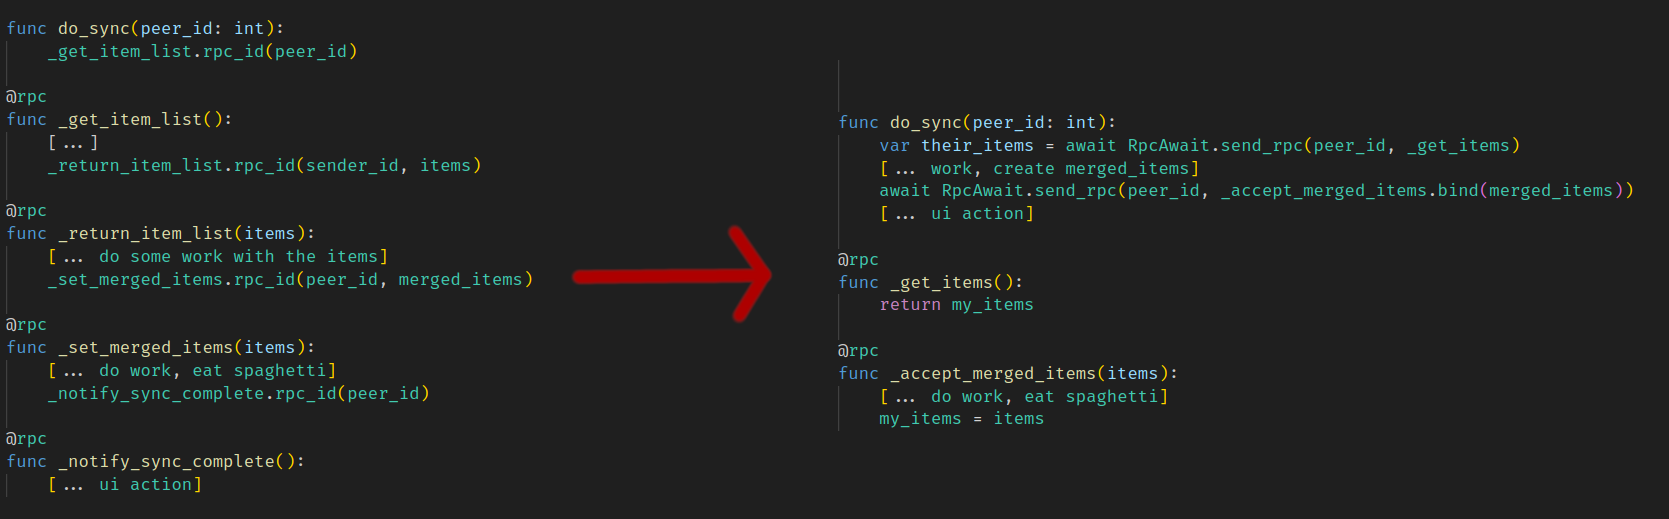 func do_sync(peer_id: int):
    _get_item_list.rpc_id(peer_id)
@rpc
func _get_item_list():
    [...]
    _return_item_list.rpc_id(sender_id, items)
@rpc
func _return_item_list(items):
    [... do some work with the items]
    _set_merged_items.rpc_id(peer_id, merged_items)
@rpc
func _set_merged_items(items):
    [... do work, eat spaghetti]
    _notify_sync_complete.rpc_id(peer_id)
@rpc
func _notify_sync_complete():
    [... ui action]
func do_sync(peer_id: int):
    var their_items = await RpcAwait.send_rpc(peer_id, _get_items)
    [... work, create merged_items]
    await RpcAwait.send_rpc(peer_id, _accept_merged_items.bind(merged_items))
    [... ui action]
@rpc
func _get_items():
    return my_items
@rpc
func _accept_merged_items(items):
    [... do work, eat spaghetti]
    my_items = items